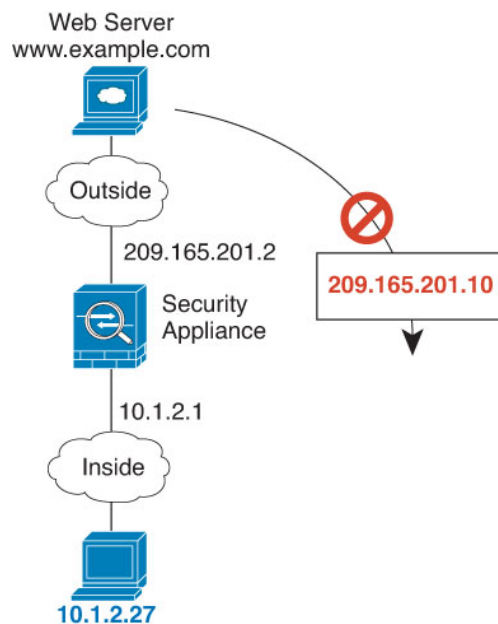 Web Server
www.example.com
Outside
209.165.201.2
209.165.201.10
Security
Appliance
10.1.2.1
Inside
10.1.2.27